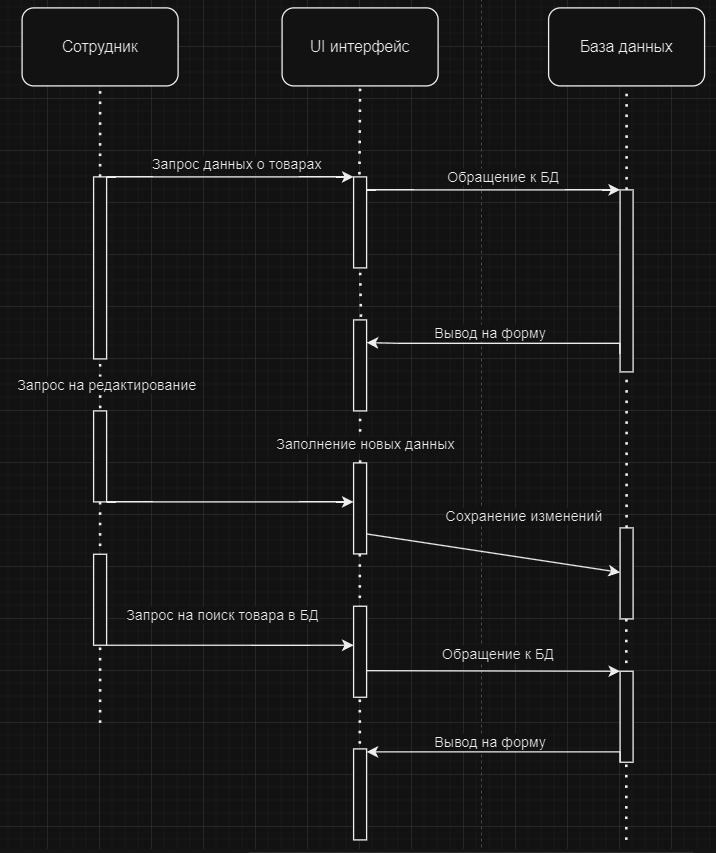 Сотрудник
UI интерфейс
База данных
Запрос данных о товарах
Обращение к БД
Вывод на форму
Запрос на редактирование
Заполнение новых данных
Сохранение изменений
Запрос на поиск товара в БД
Обращение к БД
Вывод на форму